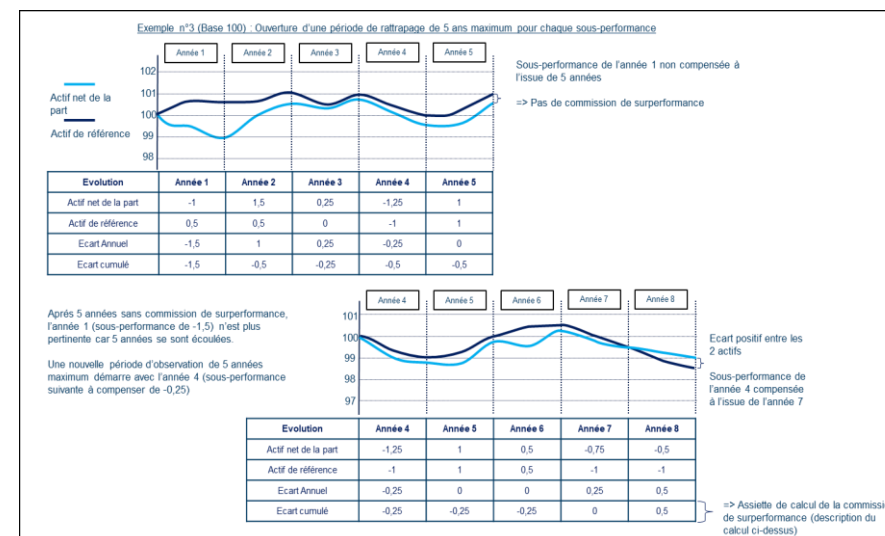 Exemple n°3 (Base 100) : Ouverture d'une période de rattrapage de 5 ans maximum pour chaque sous-performance
Année 1 Année 2 Année 3 Année 4 Année 5
102
101
100
99
98
Actif net de la
part
Actif de référence
Sous-performance de l'année 1 non compensée à
l'issue de 5 années
=> Pas de commission de surperformance
Evolution Année 1 Année 2 Année 3 Année 4 Année 5
Actif net de la part -1 1,5 0,25 -1,25 1
Actif de référence 0,5 0,5 0 -1 1
Ecart Annuel -1,5 1 0,25 -0,25 0
Ecart cumulé -1,5 -0,5 -0,25 -0,5 -0,5
Après 5 années sans commission de surperformance,
l'année 1 (sous-performance de -1,5) n'est plus
pertinente car 5 années se sont écoulées.
Une nouvelle période d'observation de 5 années
maximum démarre avec l'année 4 (sous-performance
suivante à compenser de -0,25)
Année 4 Année 5 Année 6 Année 7 Année 8
101
100
99
98
97
Ecart positif entre les
2 actifs
Sous-performance de
l'année 4 compensée
à l'issue de l'année 7
Evolution Année 4 Année 5 Année 6 Année 7 Année 8
Actif net de la part -1,25 1 0,5 -0,75 -0,5
Actif de référence -1 1 0,5 -1 -1
Ecart Annuel -0,25 0 0 0,25 0,5
Ecart cumulé -0,25 -0,25 -0,25 0 0,5
=> Assiette de calcul de la commissi
de surperformance (description du
calcul ci-dessus)